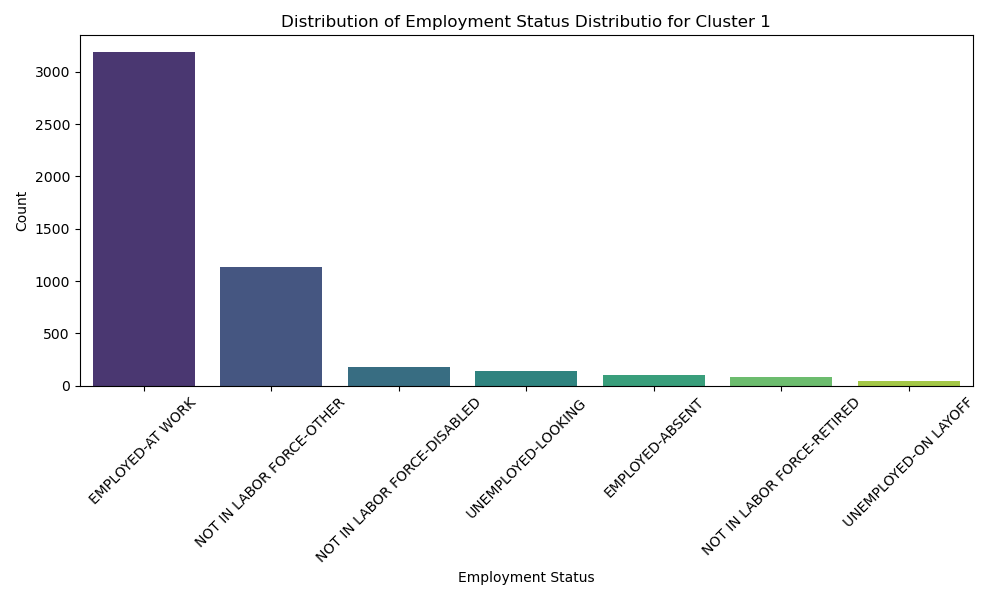 Distribution of Employment Status Distributio for Cluster 1
Count
3000
2500
2000
1500
1000
500
0
EMPLOYED-AT WORK
NOT IN LABOR FORCE-OTHER
NOT IN LABOR FORCE-DISABLED
UNEMPLOYED-LOOKING
EMPLOYED-ABSENT
NOT IN LABOR FORCE-RETIRED
UNEMPLOYED-ON LAYOFF
Employment Status